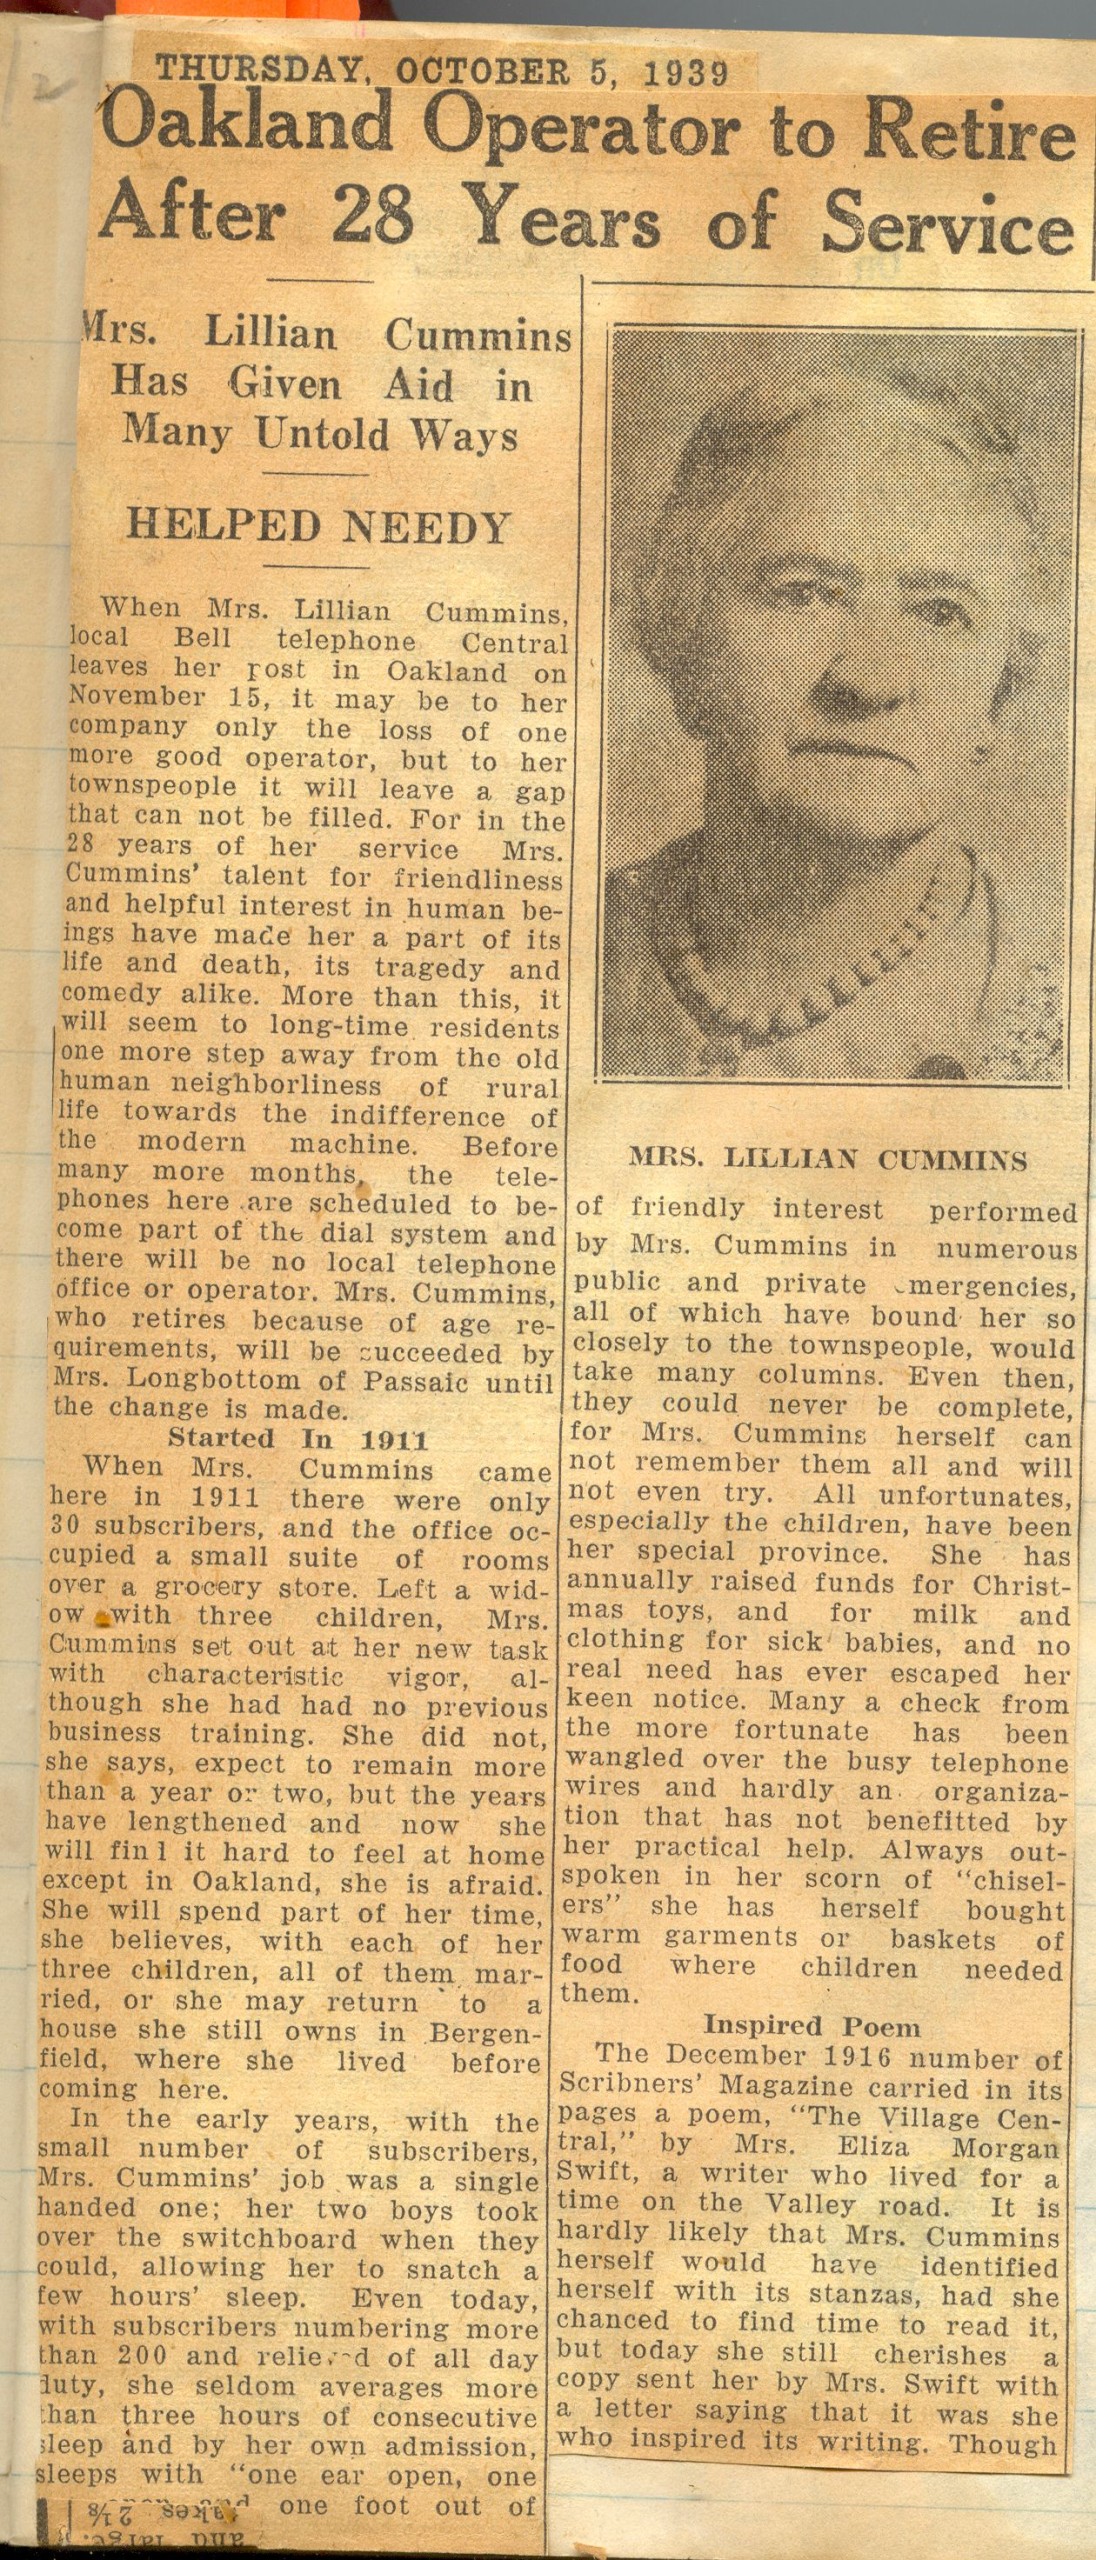 THURSDAY, OCTOBER 5, 1939
Oakland Operator to Retire
After 28 Years of Service
Mrs. Lillian Cummins
Has Given Aid in
Many Untold Ways
HELPED NEEDY
When Mrs. Lillian Cummins,
local Bell telephone Central
leaves her post in Oakland on
November 15, it may be to her
company only the loss of one
more good operator, but to her
townspeople it will leave a gap
that can not be filled. For in the
28 years of her service Mrs.
Cummins' talent for friendliness
and helpful interest in human be-
ings have made her a part of its
life and death, its tragedy and
comedy alike. More than this, it
will seem to long-time residents
one more step away from the old
human neighborliness of rural
life towards the indifference of
the modern machine. Before
many more months, the tele-
phones here are scheduled to be-
come part of the dial system and
there will be no local telephone
office or operator. Mrs. Cummins,
who retires because of age re-
quirements, will be succeeded by
Mrs. Longbottom of Passaic until
the change is made.
Started In 1911
When Mrs. Cummins came
here in 1911 there were only
30 subscribers, and the office oc-
cupied a small suite of rooms
over a grocery store. Left a wid-
ow with three children, Mrs.
Cummins set out at her new task
with characteristic vigor, al-
though she had had no previous
business training. She did not,
she says, expect to remain more
than a year or two, but the years
have lengthened and now she
will find it hard to feel at home
except in Oakland, she is afraid.
She will spend part of her time,
she believes, with each of her
three children, all of them mar-
ried, or she may return to a
house she still owns in Bergen-
field, where she lived before
coming here.
In the early years, with the
small number of subscribers,
Mrs. Cummins' job was a single
handed one; her two boys took
over the switchboard when they
could, allowing her to snatch a
few hours' sleep. Even today,
with subscribers numbering more
than 200 and relieved of all day
duty, she seldom averages more
than three hours of consecutive
sleep and by her own admission,
sleeps with "one ear open, one
one foot out of
MRS. LILLIAN CUMMINS
of friendly interest performed
by Mrs. Cummins in numerous
public and private emergencies,
all of which have bound her so
closely to the townspeople, would
take many columns. Even then,
they could never be complete,
for Mrs. Cummins herself can
not remember them all and will
not even try. All unfortunates,
especially the children, have been
her special province. She has
annually raised funds for Christ-
mas toys, and for milk and
clothing for sick babies, and no
real need has ever escaped her
keen notice. Many a check from
the more fortunate has been
wangled over the busy telephone
wires and hardly an organiza-
tion that has not benefitted by
her practical help. Always out-
spoken in her scorn of "chisel-
ers" she has herself bought
warm garments or baskets of
food where children needed
them.
Inspired Poem
The December 1916 number of
Scribners' Magazine carried in its
pages a poem, "The Village Cen-
tral," by Mrs. Eliza Morgan
Swift, a writer who lived for a
time on the Valley road. It is
hardly likely that Mrs. Cummins
herself would have identified
herself with its stanzas, had she
chanced to find time to read it,
but today she still cherishes a
copy sent her by Mrs. Swift with
a letter saying that it was she
who inspired its writing. Though